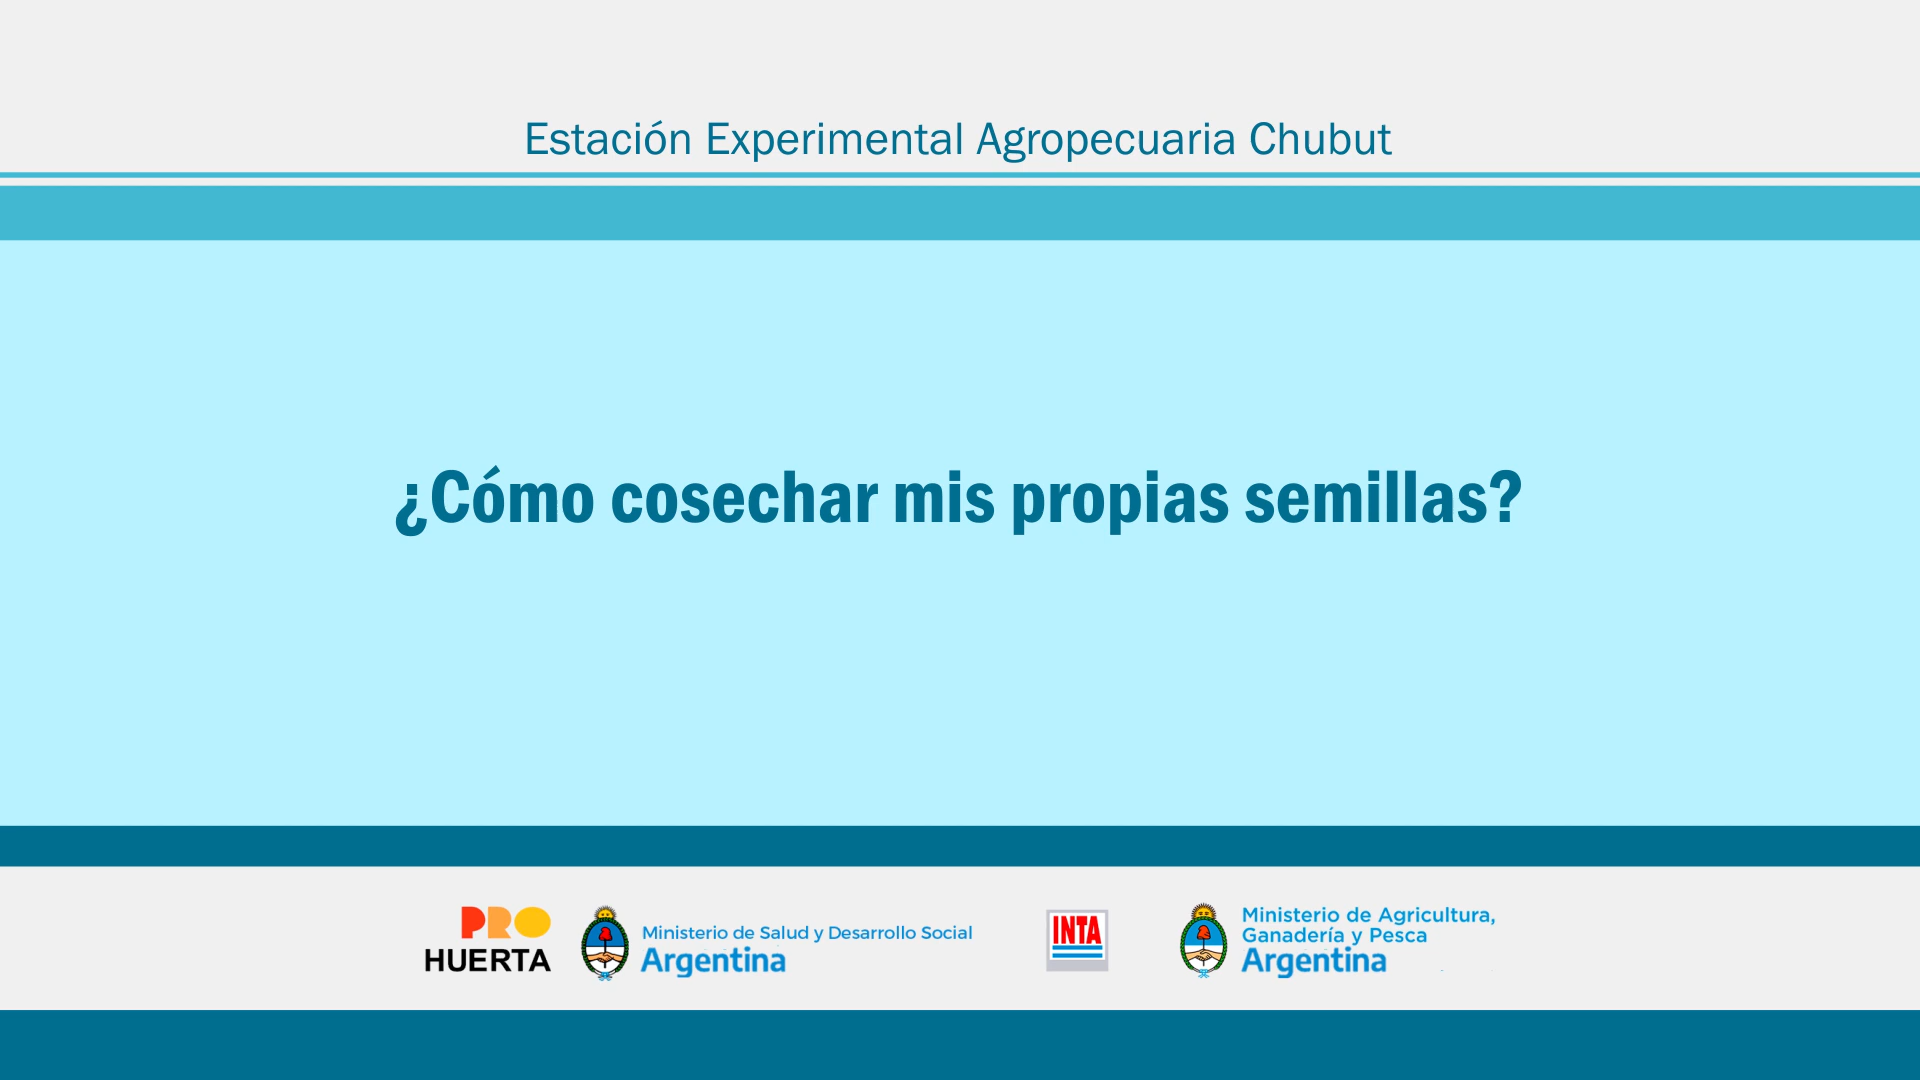 Estación Experimental Agropecuaria Chubut
¿Cómo cosechar mis propias semillas?
PRO
HUERTA
Ministerio de Salud y Desarrollo Social
Argentina
INTA
Ministerio de Agricultura,
Ganadería y Pesca
Argentina